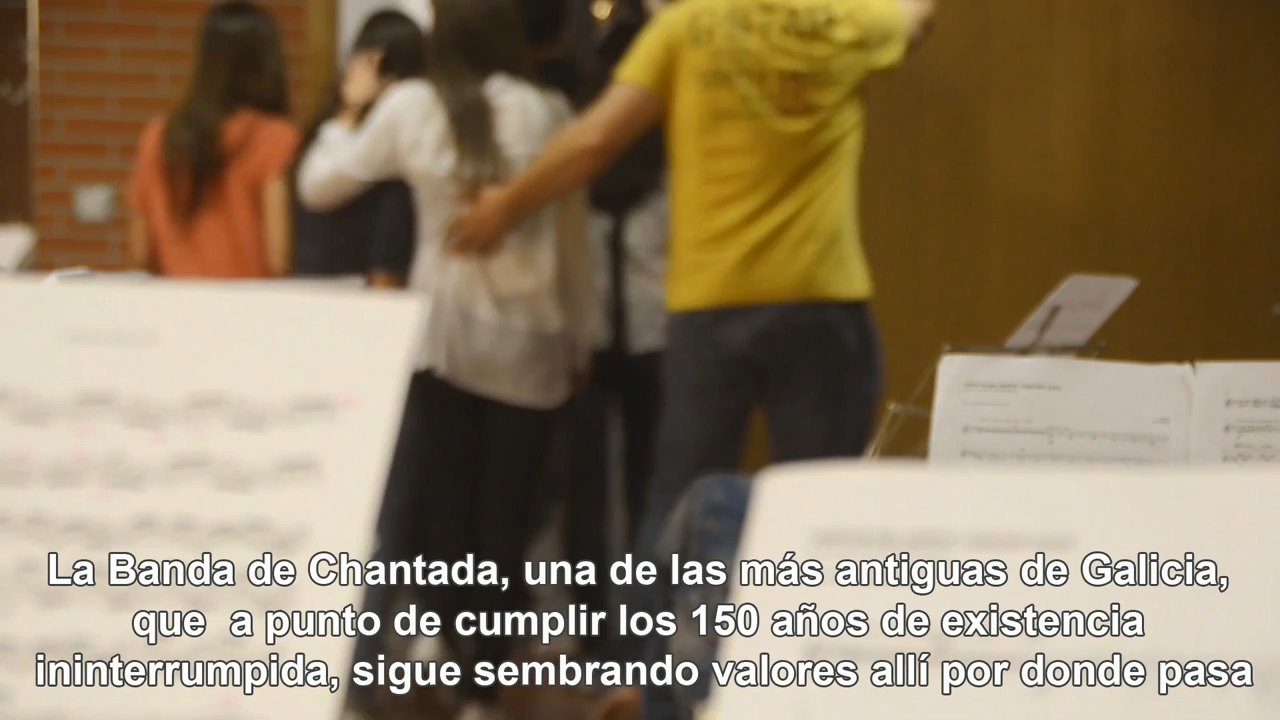 La Banda de Chantada, una de las más antiguas de Galicia,
que  a punto de cumplir los 150 años de existencia
ininterrumpida, sigue sembrando valores allí por donde pasa